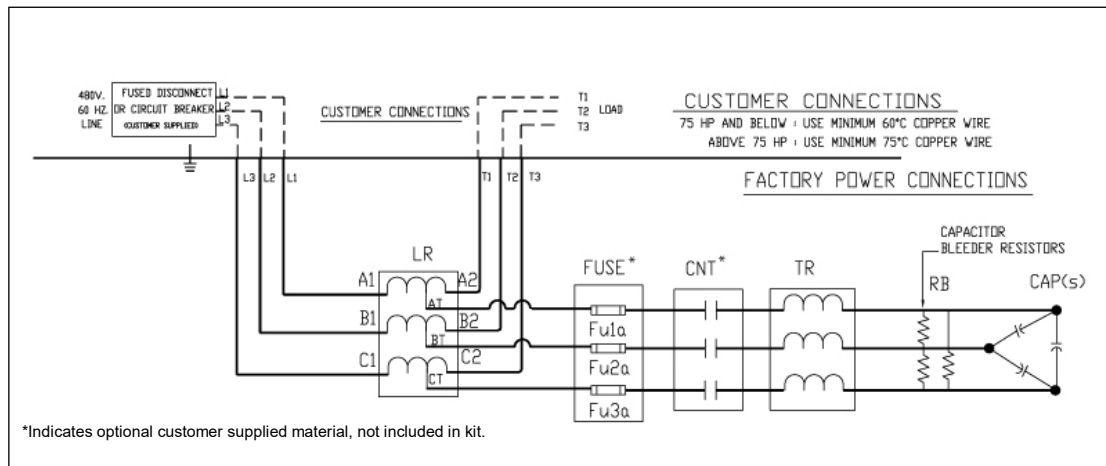 480V.
60 HZ.
LINE
FUSED DISCONNECT
OR CIRCUIT BREAKER
(CUSTOMER SUPPLIED)
L1
L2
L3
CUSTOMER CONNECTIONS
T1
T2 LOAD
T3
CUSTOMER CONNECTIONS
75 HP AND BELOW : USE MINIMUM 60°C COPPER WIRE
ABOVE 75 HP : USE MINIMUM 75°C COPPER WIRE
L3 L2 L1
T1 T2 T3
FACTORY POWER CONNECTIONS
LR
A1 A2
AT
B1 B2
BT
C1 C2
CT
FUSE*
Fu1a
Fu2a
Fu3a
CNT*
TR
CAPACITOR
BLEEDER RESISTORS
RB
CAP(s)
*Indicates optional customer supplied material, not included in kit.